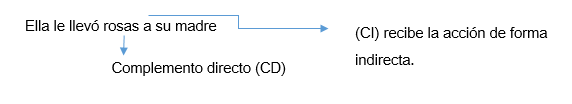 Ella le llevó rosas a su madre
(CI) recibe la acción de forma
indirecta.
Complemento directo (CD)